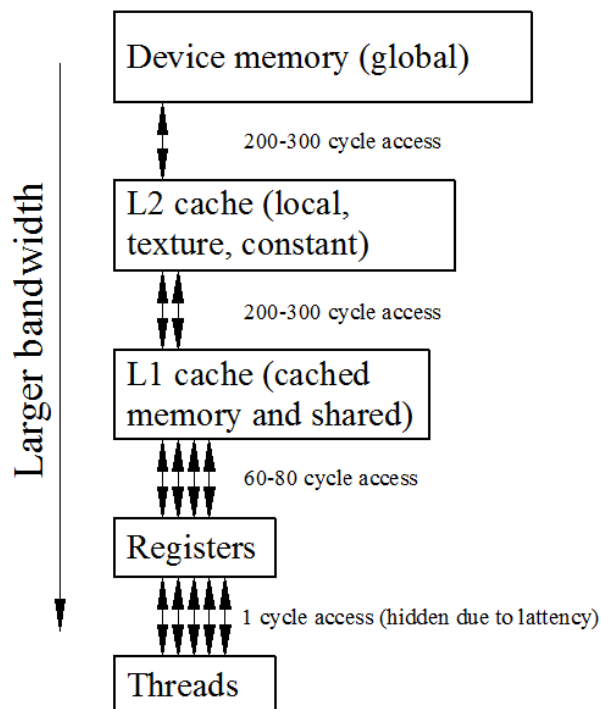 Device memory (global)
200-300 cycle access
L2 cache (local,
texture, constant)
200-300 cycle access
L1 cache (cached
memory and shared)
60-80 cycle access
Registers
1 cycle access (hidden due to lattency)
Threads
Larger bandwidth